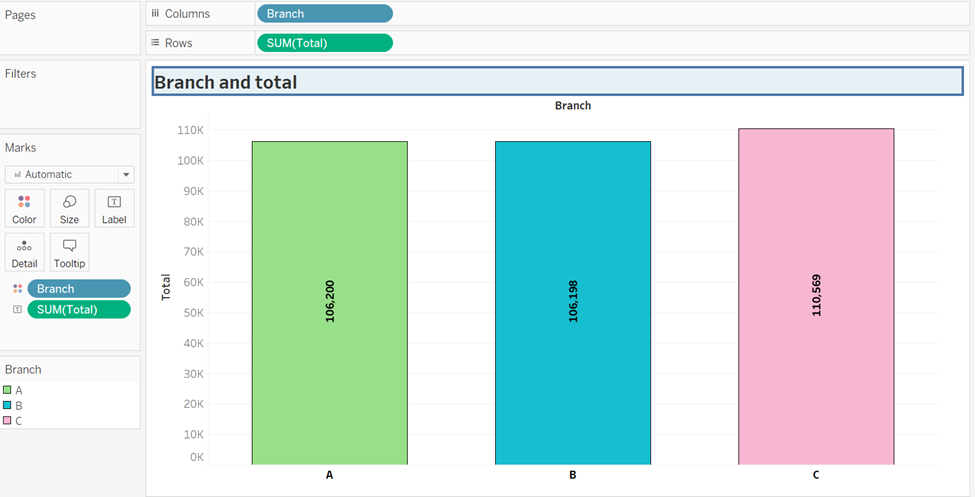 Pages
Columns
Branch
Rows
SUM(Total)
Filters
Marks
Automatic
Color
Size
Label
Detail
Tooltip
Branch
SUM(Total)
Branch
A
B
C
Branch and total
Branch
Total
110K
100K
90K
80K
70K
60K
50K
40K
30K
20K
10K
0K
106,200
106,198
110,569
A
B
C